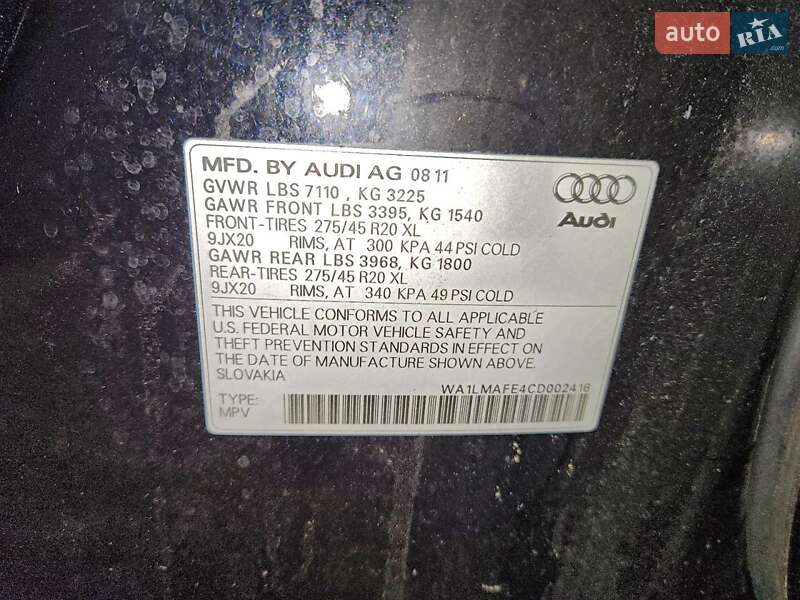 auto RIA.com
MFD. BY AUDI AG 08 11
GVWR LBS 7110 , KG 3225
GAWR FRONT LBS 3395, KG 1540
FRONT-TIRES 275/45 R20 XL
9JX20 RIMS, AT 300 KPA 44 PSI COLD
GAWR REAR LBS 3968, KG 1800
REAR-TIRES 275/45 R20 XL
9JX20 RIMS, AT 340 KPA 49 PSI COLD
Audi
THIS VEHICLE CONFORMS TO ALL APPLICABLE
U.S. FEDERAL MOTOR VEHICLE SAFETY AND
THEFT PREVENTION STANDARDS IN EFFECT ON
THE DATE OF MANUFACTURE SHOWN ABOVE.
SLOVAKIA
WA1LMAFE4CD002416
TYPE:
MPV